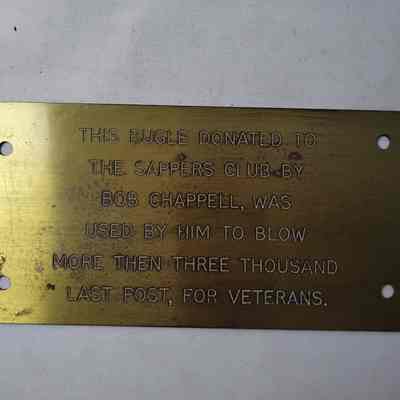 THIS BUGLE DONATED TO
THE SAPPERS CLUB BY
BOB CHAPPELL, WAS
USED BY HIM TO BLOW
MORE THEN THREE THOUSAND
LAST POST, FOR VETERANS.